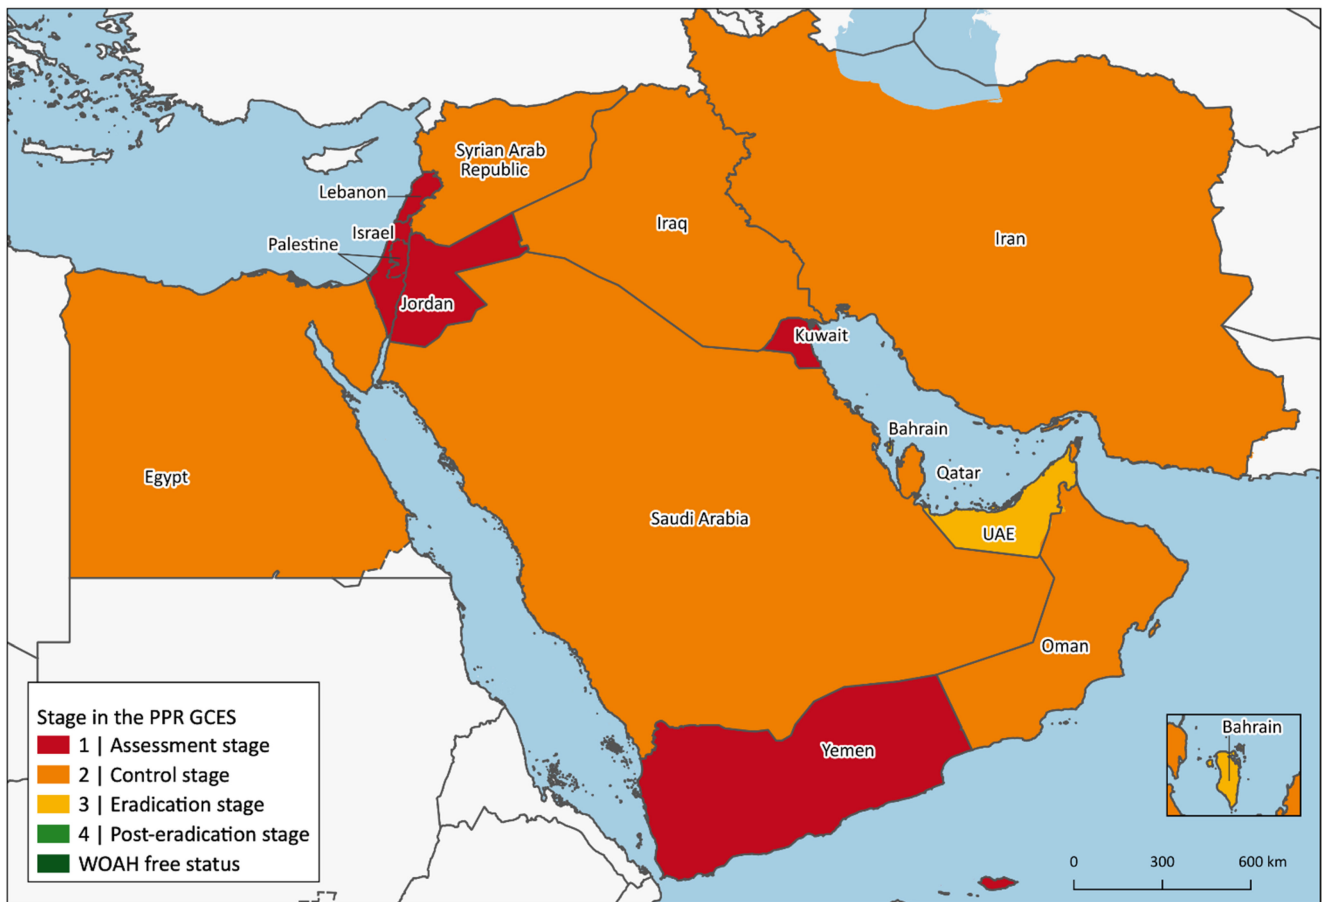 Syrian Arab
Republic
Lebanon
Israel
Palestine
Iraq
Iran
Jordan
Kuwait
Bahrain
Qatar
Egypt
Saudi Arabia
UAE
Oman
Yemen
Stage in the PPR GCES
1 | Assessment stage
2 | Control stage
3 | Eradication stage
4 | Post-eradication stage
WOAH free status
Bahrain
0 300 600 km